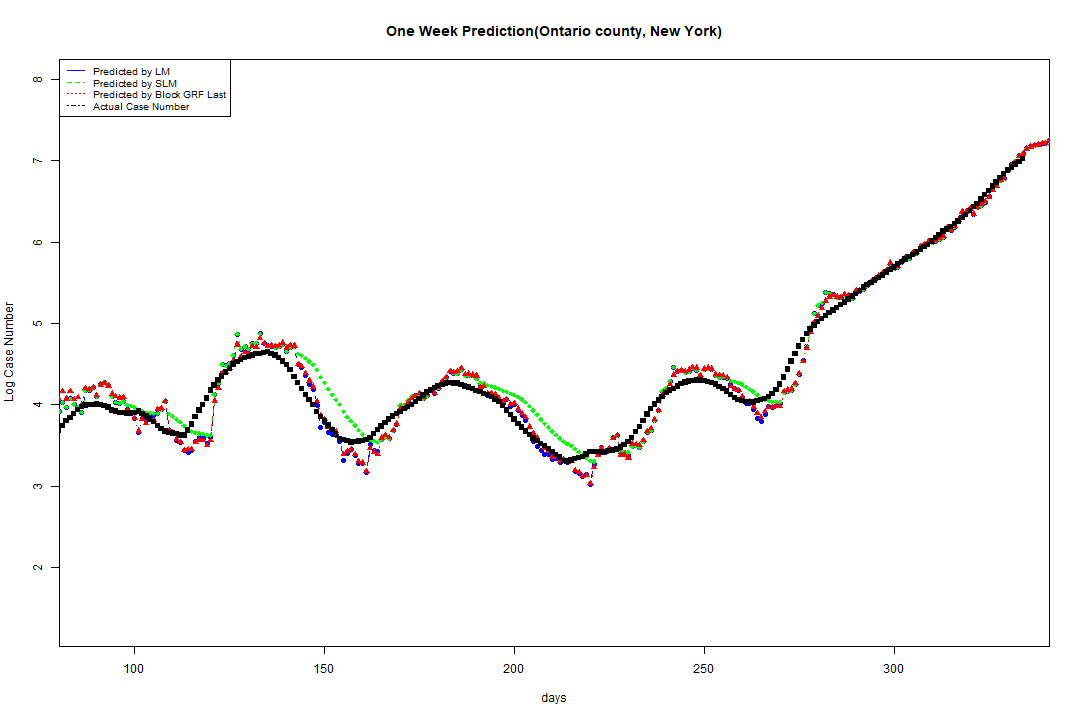 One Week Prediction(Ontario county, New York)
Predicted by LM
Predicted by SLM
Predicted by Block GRF Last
Actual Case Number
8
7
6
5
4
3
2
Log Case Number
100
150
200
250
300
days